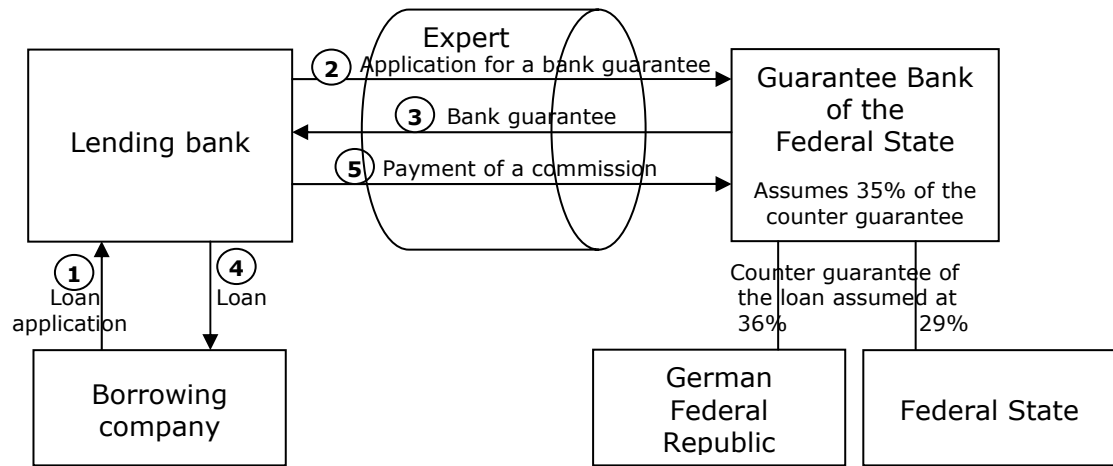 Expert
2 Application for a bank guarantee
3 Bank guarantee
5 Payment of a commission
Lending bank
Guarantee Bank
of the
Federal State
Assumes 35% of the
counter guarantee
1
Loan
application
4
Loan
Counter guarantee of
the loan assumed at
36%
29%
Borrowing
company
German
Federal
Republic
Federal State